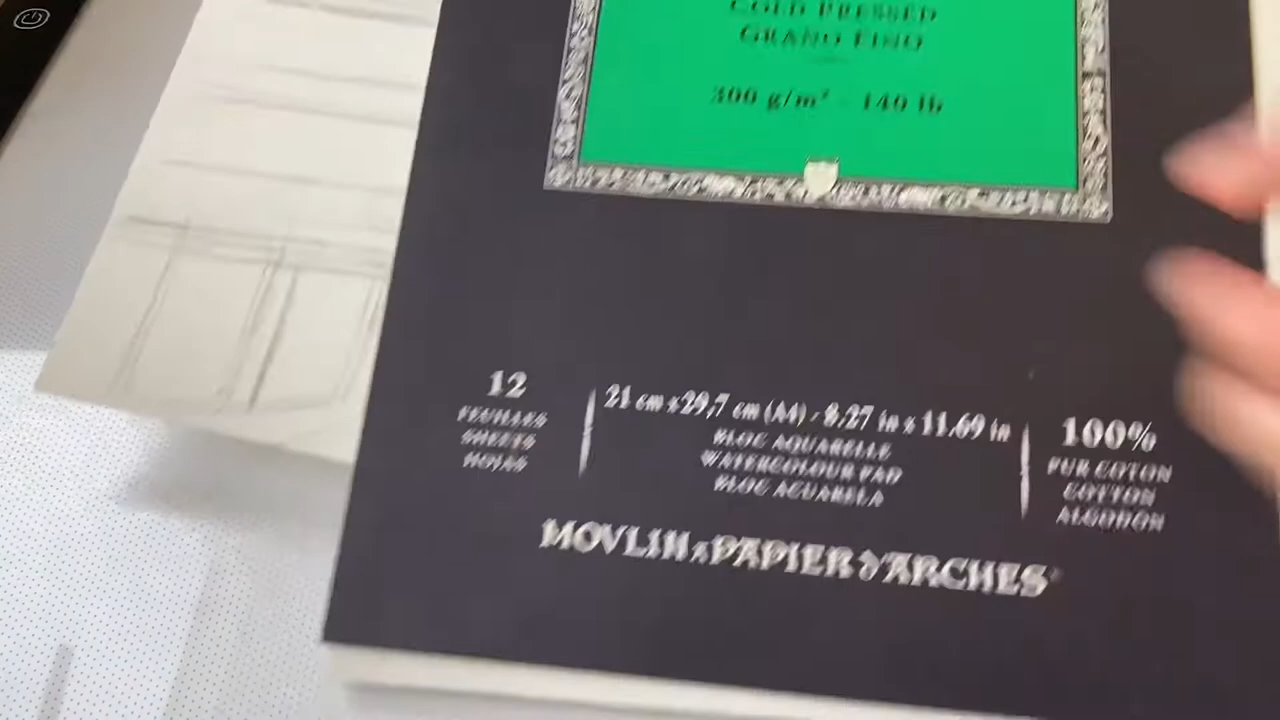 COLD PRESSED
GRANO FINO
300 g/m² - 140 lb
12
FEUILLES
SHEETS
HOJAS
21 cm x 29,7 cm (A4) - 8.27 in x 11.69 in
BLOC AQUARELLE
WATERCOLOUR PAD
BLOC ACUARELA
100%
PUR COTON
COTTON
ALGODÓN
MOVLIN A PAPIER D'ARCHES®